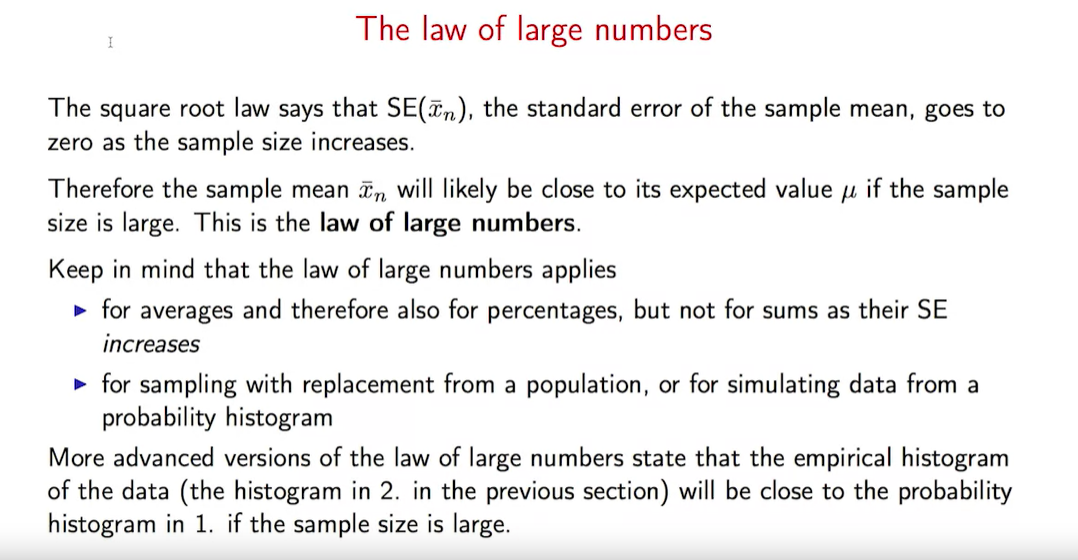 The law of large numbers
The square root law says that SE(x̄ₙ), the standard error of the sample mean, goes to
zero as the sample size increases.
Therefore the sample mean x̄ₙ will likely be close to its expected value μ if the sample
size is large. This is the law of large numbers.
Keep in mind that the law of large numbers applies
▶ for averages and therefore also for percentages, but not for sums as their SE
increases
▶ for sampling with replacement from a population, or for simulating data from a
probability histogram
More advanced versions of the law of large numbers state that the empirical histogram
of the data (the histogram in 2. in the previous section) will be close to the probability
histogram in 1. if the sample size is large.